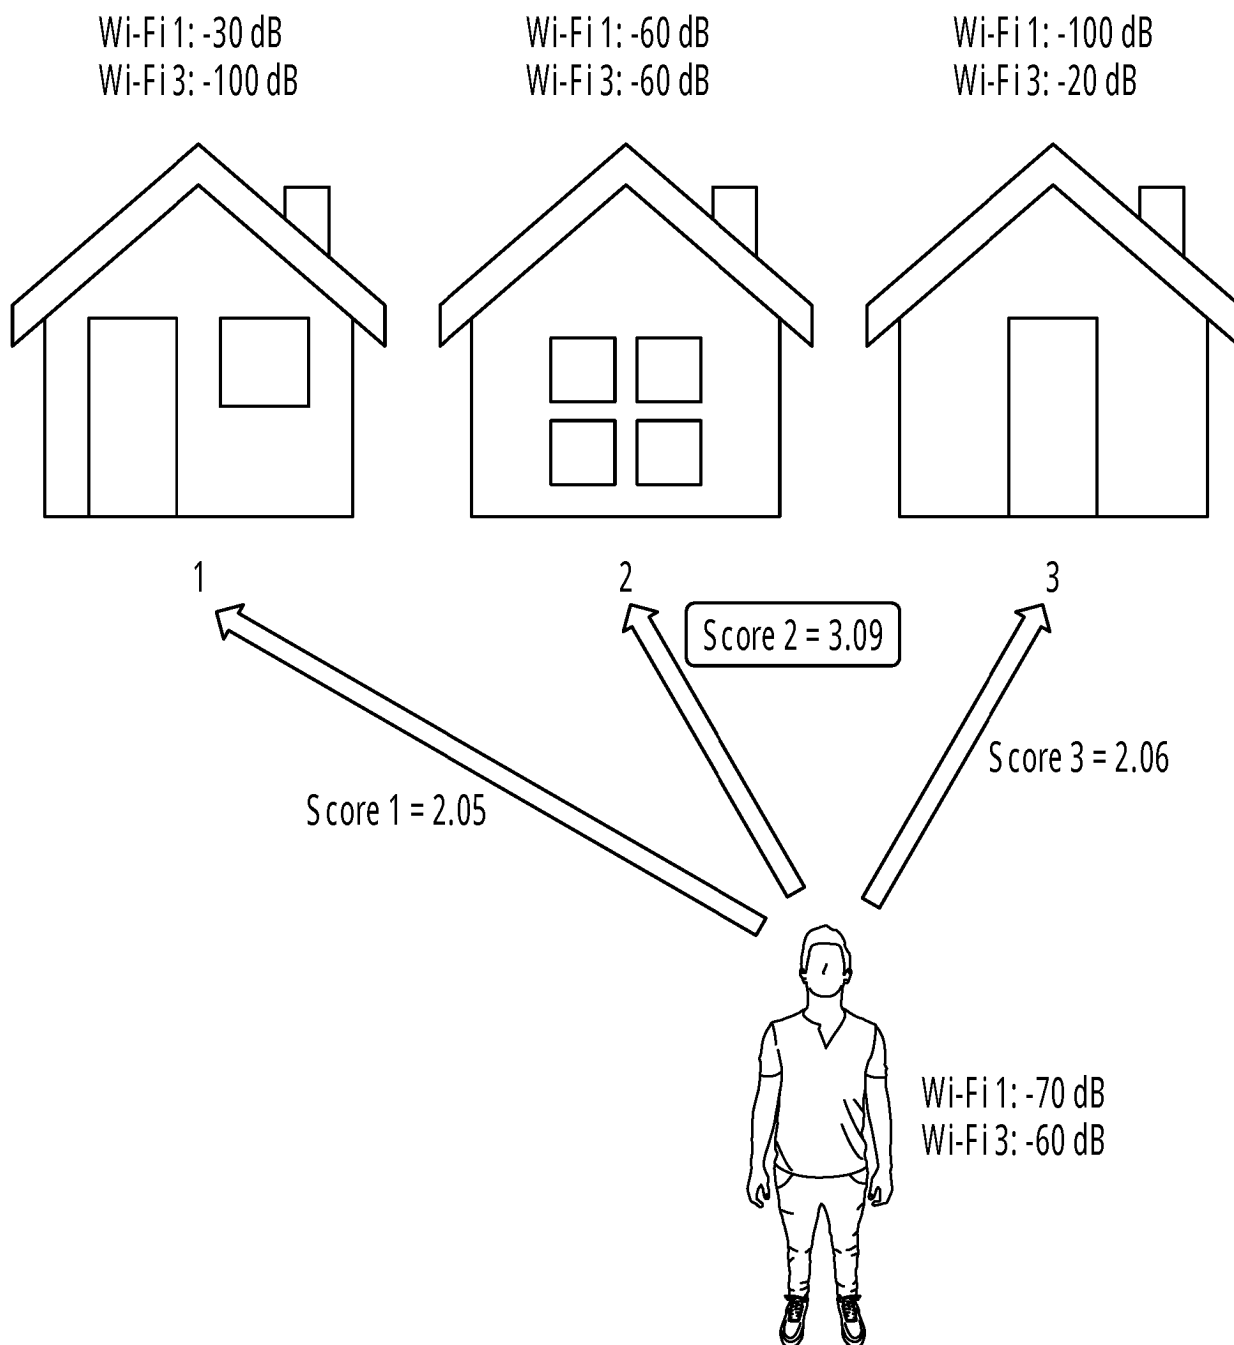 Wi-Fi 1: -30 dB
Wi-Fi 3: -100 dB
Wi-Fi 1: -60 dB
Wi-Fi 3: -60 dB
Wi-Fi 1: -100 dB
Wi-Fi 3: -20 dB
1
2
3
Score 2 = 3.09
Score 3 = 2.06
Score 1 = 2.05
Wi-Fi 1: -70 dB
Wi-Fi 3: -60 dB